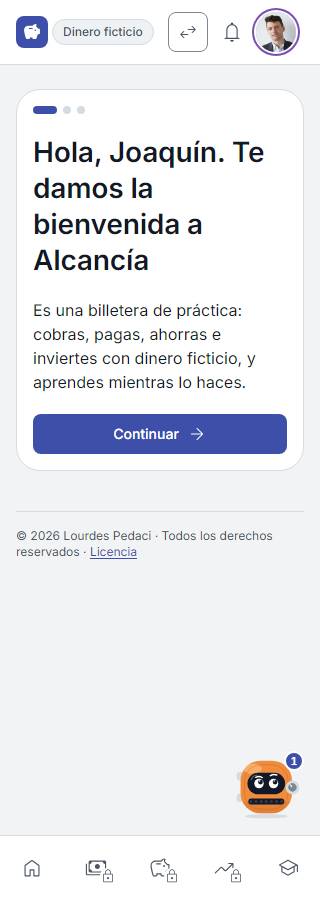 Dinero ficticio
Hola, Joaquín. Te
damos la
bienvenida a
Alcancía
Es una billetera de práctica:
cobras, pagas, ahorras e
inviertes con dinero ficticio, y
aprendes mientras lo haces.
Continuar
© 2026 Lourdes Pedaci · Todos los derechos
reservados · Licencia
1